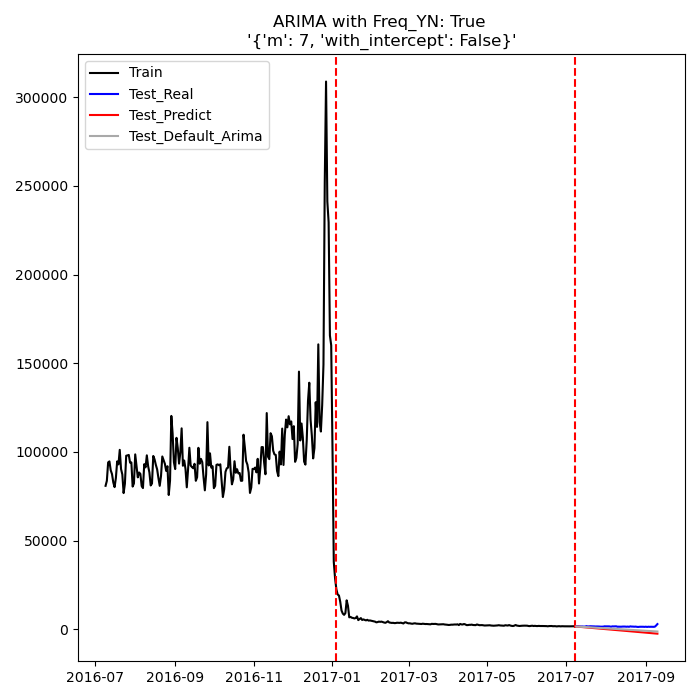 ARIMA with Freq_YN: True
'{'m': 7, 'with_intercept': False}'
Train
Test_Real
Test_Predict
Test_Default_Arima
300000
250000
200000
150000
100000
50000
0
2016-07 2016-09 2016-11 2017-01 2017-03 2017-05 2017-07 2017-09